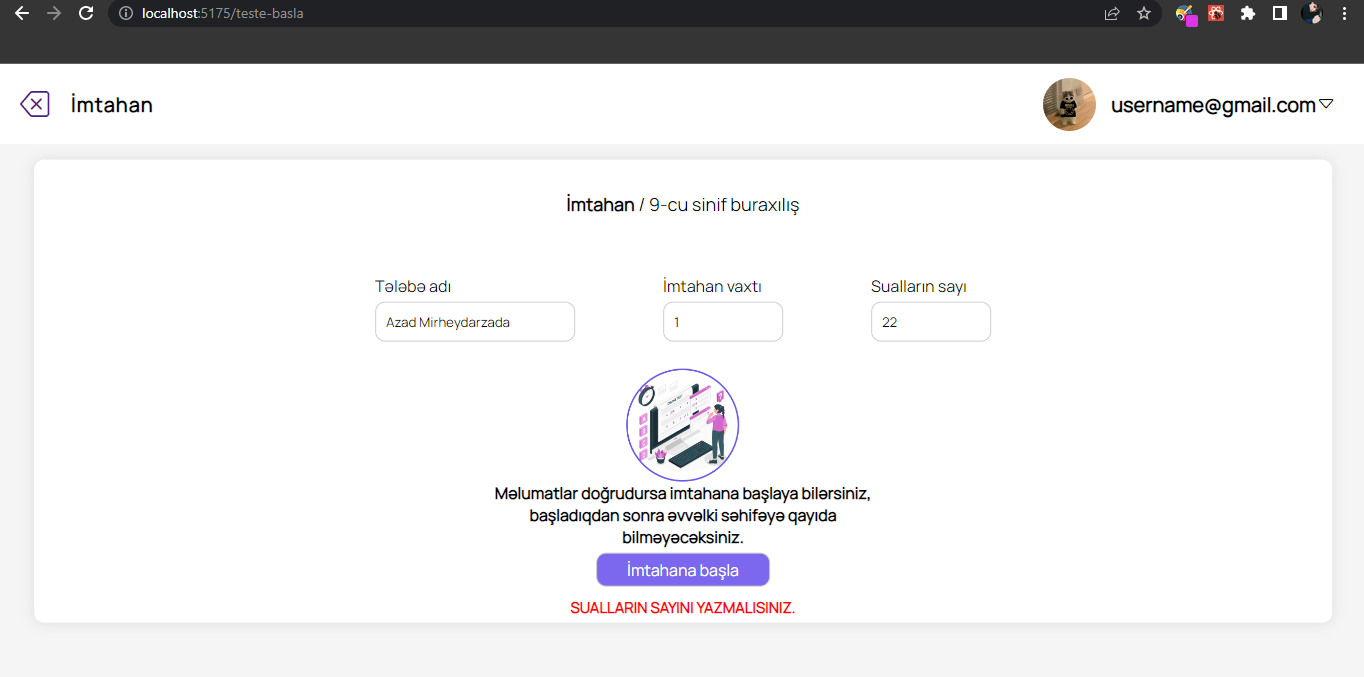 localhost:5175/teste-basla
İmtahan
username@gmail.com
İmtahan / 9-cu sinif buraxılış
Tələbə adı
İmtahan vaxtı
Sualların sayı
Azad Mirheydarzada
1
22
Məlumatlar doğrudursa imtahana başlaya bilərsiniz,
başladıqdan sonra əvvəlki səhifəyə qayıda
bilməyəcəksiniz.
İmtahana başla
SUALLARIN SAYINI YAZMALISINIZ.